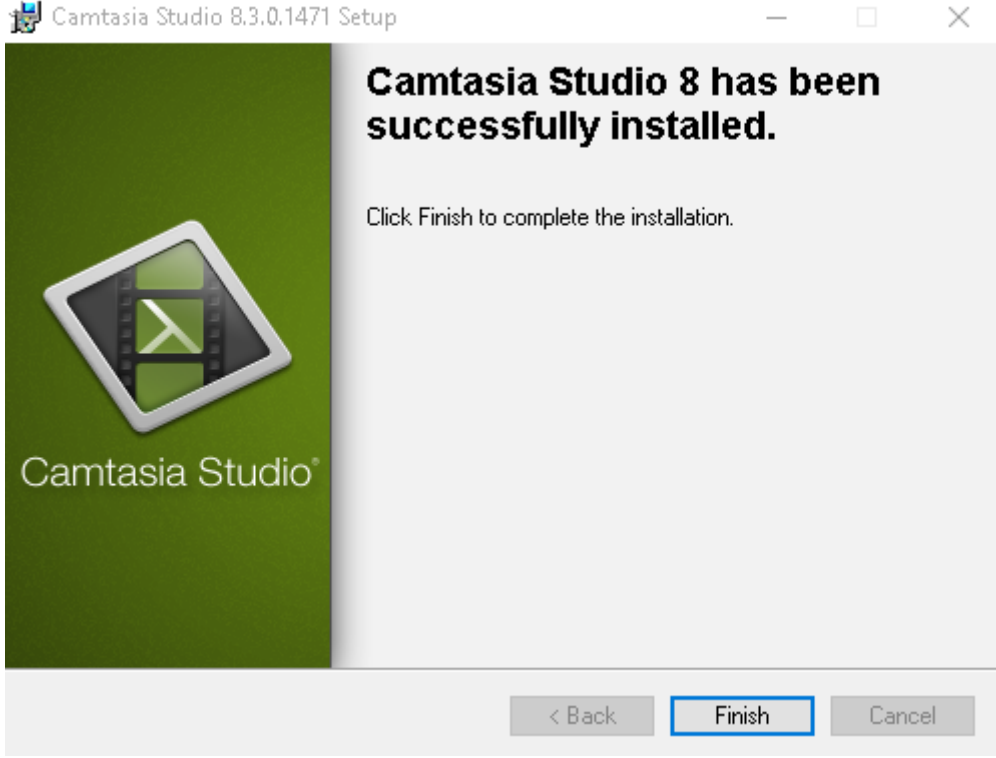 Camtasia Studio 8.3.0.1471 Setup
Camtasia Studio 8 has been
successfully installed.
Click Finish to complete the installation.
Camtasia Studio®
< Back
Finish
Cancel